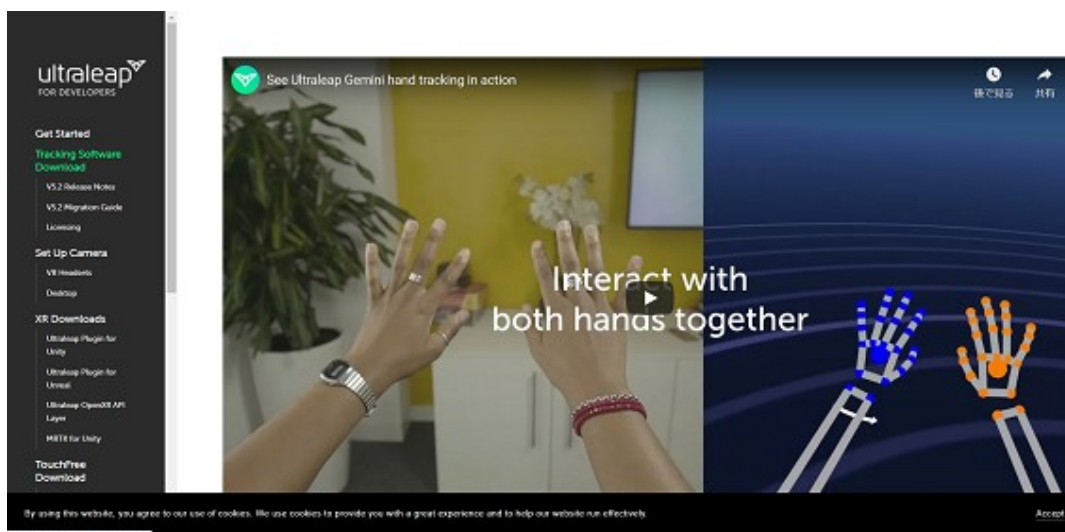 ultraleap
FOR DEVELOPERS
Get Started
Tracking Software
Download
V5.2 Release Notes
V5.2 Migration Guide
Licensing
Set Up Camera
VR Headsets
Desktop
XR Downloads
Ultraleap Plugin for
Unity
Ultraleap Plugin for
Unreal
Ultraleap OpenXR API
Layer
MRTK for Unity
TouchFree
Download
See Ultraleap Gemini hand tracking in action
後で見る
共有
Interact with
both hands together
By using this website, you agree to our use of cookies. We use cookies to provide you with a great experience and to help our website run effectively.
Accept